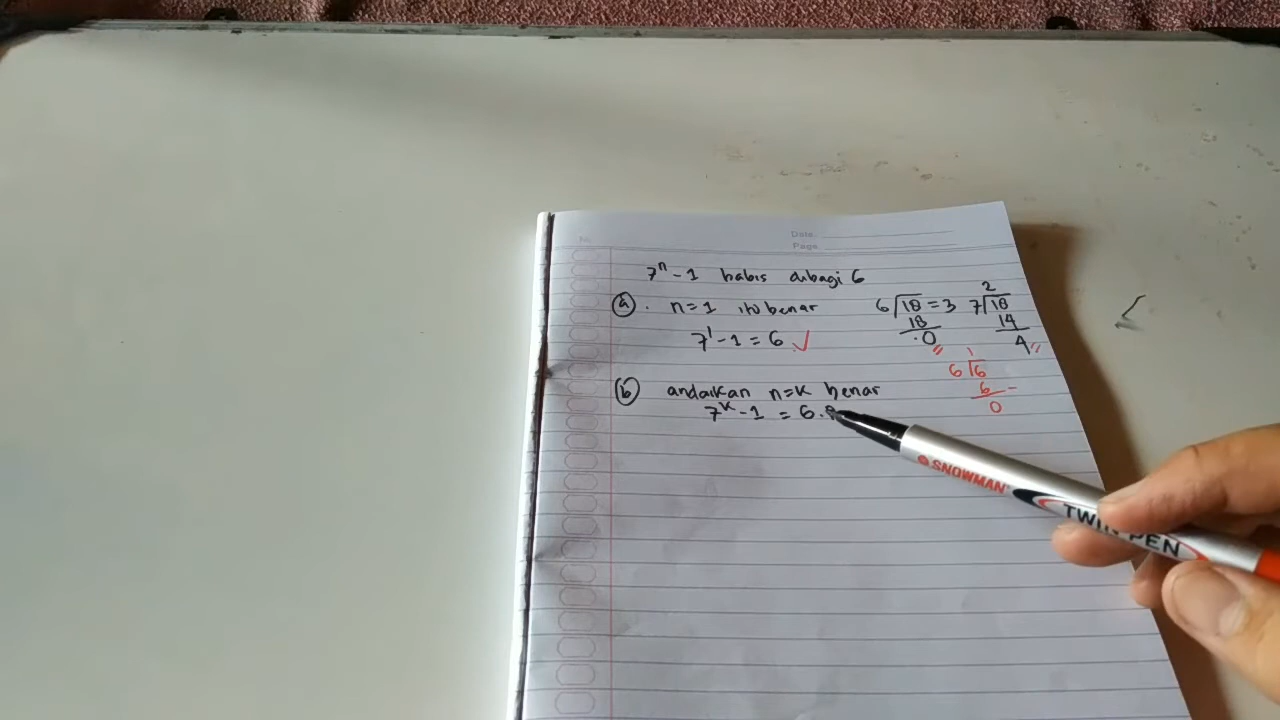 No.
Date
Page
7ⁿ - 1 habis dibagi 6
(a) . n = 1 itu benar
7¹ - 1 = 6 ✓
6 √18 = 3
18
0 "
2
7 √18
14
4 "
1
6 √6
6 -
0
(b) andaikan n = k benar
7ᵏ - 1 = 6 .
SNOWMAN
TWIN PEN